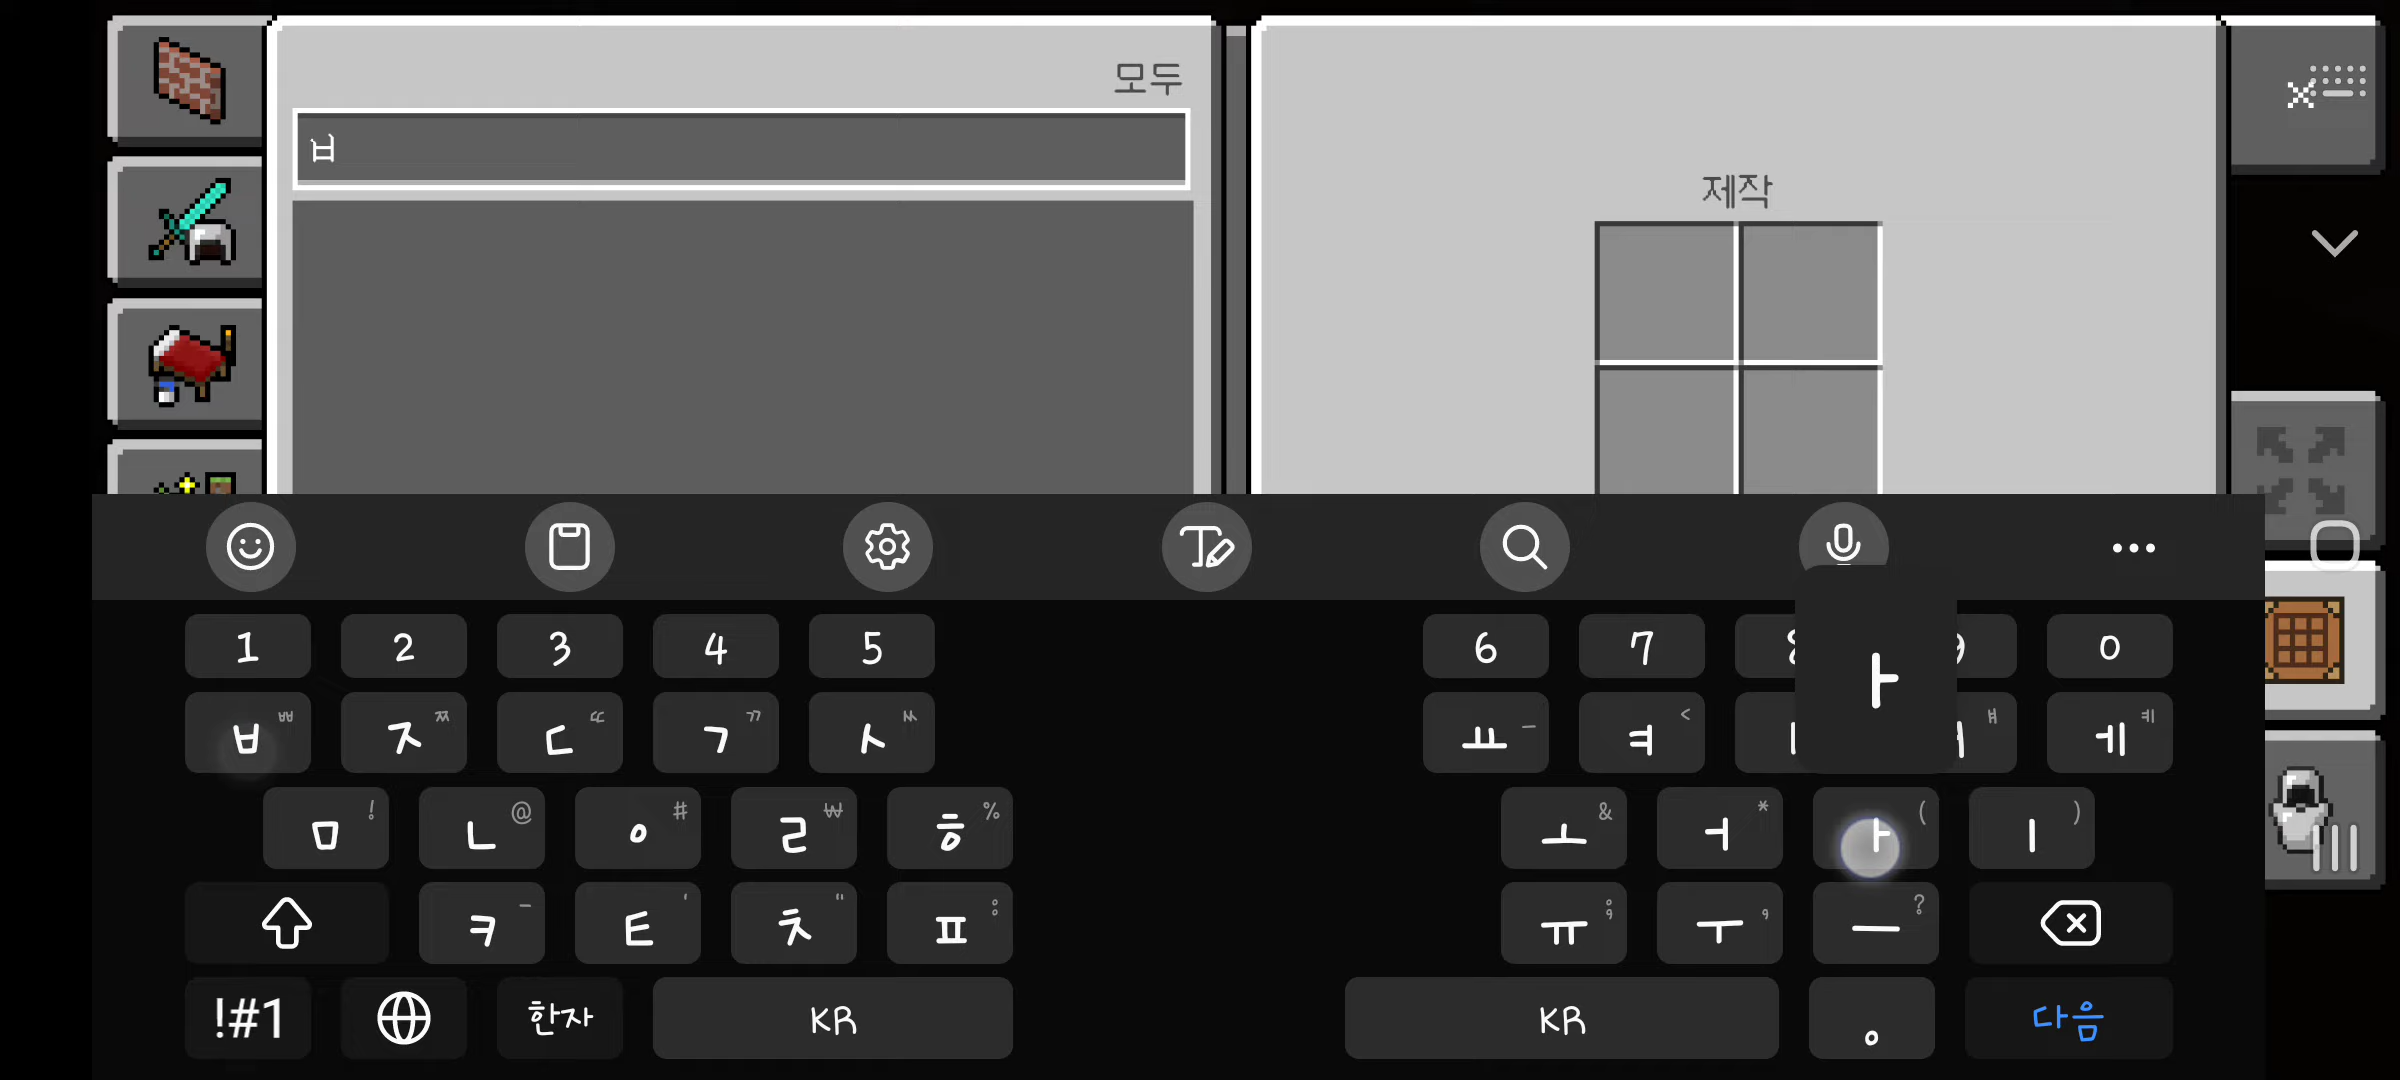 모두
ㅂ
제작
1 2 3 4 5 6 7 0
ㅂ ㅃ ㅈ ㅉ ㄷ ㄸ ㄱ ㄲ ㅅ ㅆ ㅛ - ㅕ < ㅒ ㅔ ㅖ
ㅏ
ㅁ ! ㄴ @ ㅇ # ㄹ ₩ ㅎ % ㅗ & ㅓ * ㅏ ( ㅣ )
ㅋ - ㅌ ' ㅊ " ㅍ : ㅠ ; ㅜ , ㅡ ?
!#1 한자 KR KR . 다음